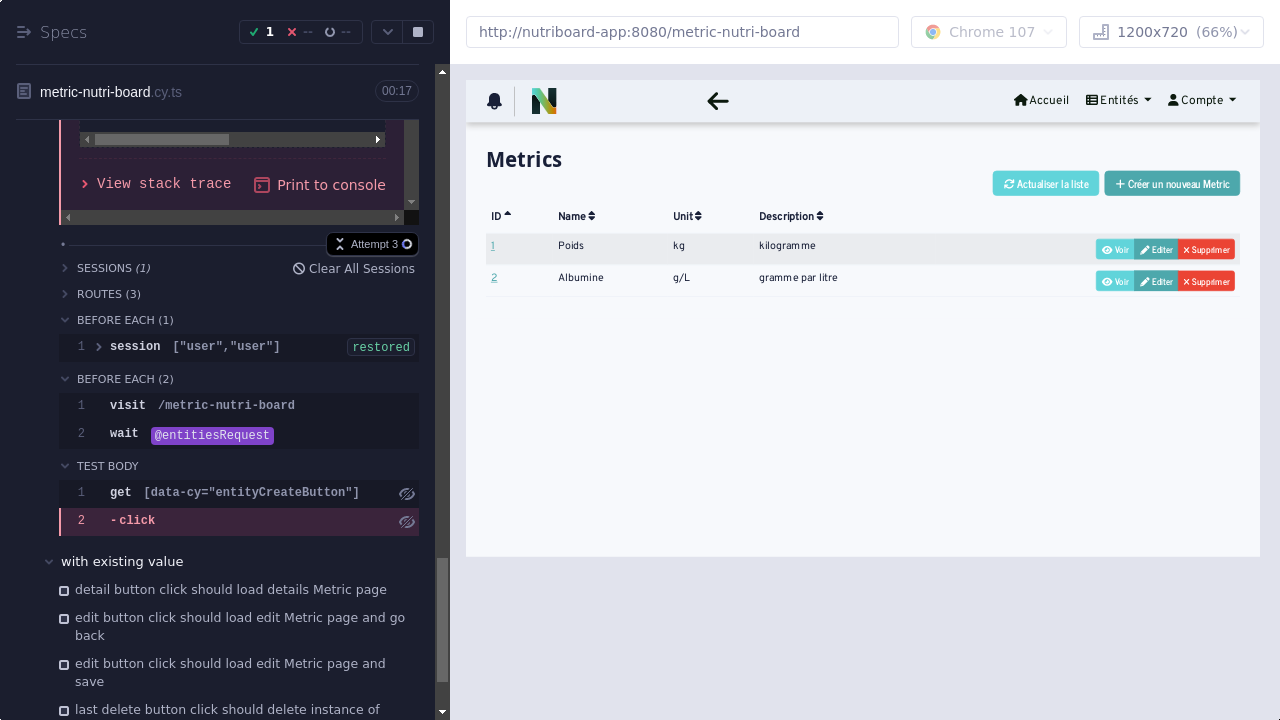 Specs
1
--
--
metric-nutri-board.cy.ts
00:17
View stack trace
Print to console
Attempt 3
SESSIONS (1)
Clear All Sessions
ROUTES (3)
BEFORE EACH (1)
1 session ["user","user"] restored
BEFORE EACH (2)
1 visit /metric-nutri-board
2 wait @entitiesRequest
TEST BODY
1 get [data-cy="entityCreateButton"]
2 -click
with existing value
detail button click should load details Metric page
edit button click should load edit Metric page and go
back
edit button click should load edit Metric page and
save
last delete button click should delete instance of
http://nutriboard-app:8080/metric-nutri-board
Chrome 107
1200x720 (66%)
N
Accueil
Entités
Compte
Metrics
Actualiser la liste
Créer un nouveau Metric
ID Name Unit Description
1 Poids kg kilogramme Voir Editer Supprimer
2 Albumine g/L gramme par litre Voir Editer Supprimer